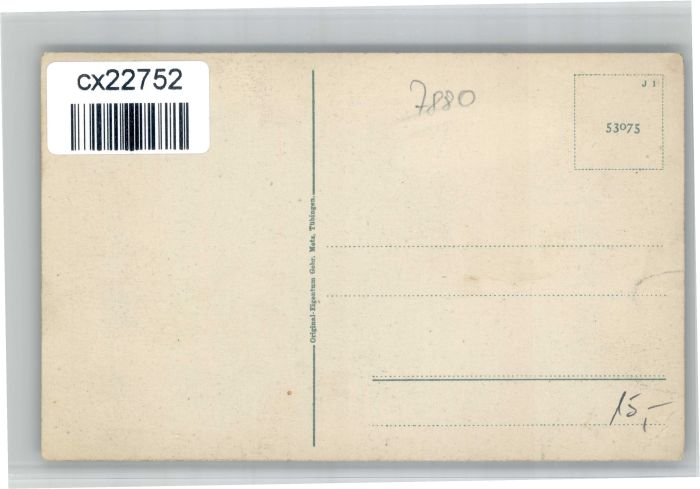 cx22752
7880
J 1
53075
Original-Eigentum Gebr. Metz, Tübingen.
15,-